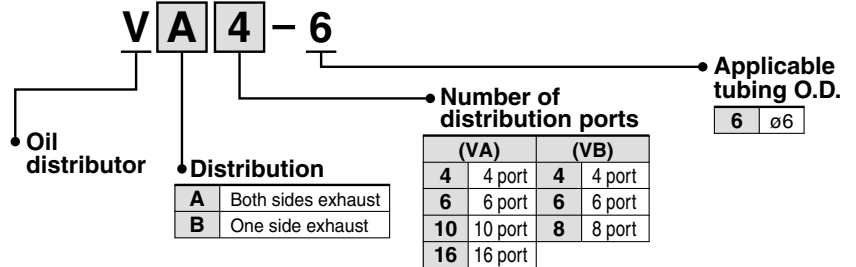 VA4-6
Applicable
tubing O.D.
6 ø6
Number of
distribution ports
(VA) (VB)
4 4 port 4 4 port
6 6 port 6 6 port
10 10 port 8 8 port
16 16 port
Oil
distributor
Distribution
A Both sides exhaust
B One side exhaust